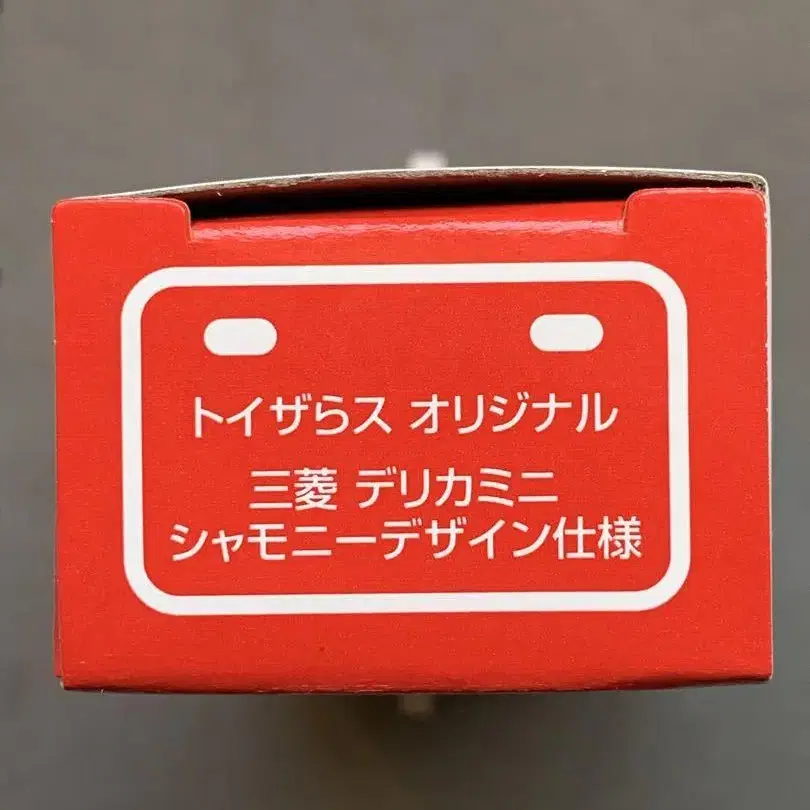 トイザらス オリジナル
三菱 デリカミニ
シャモニーデザイン仕様